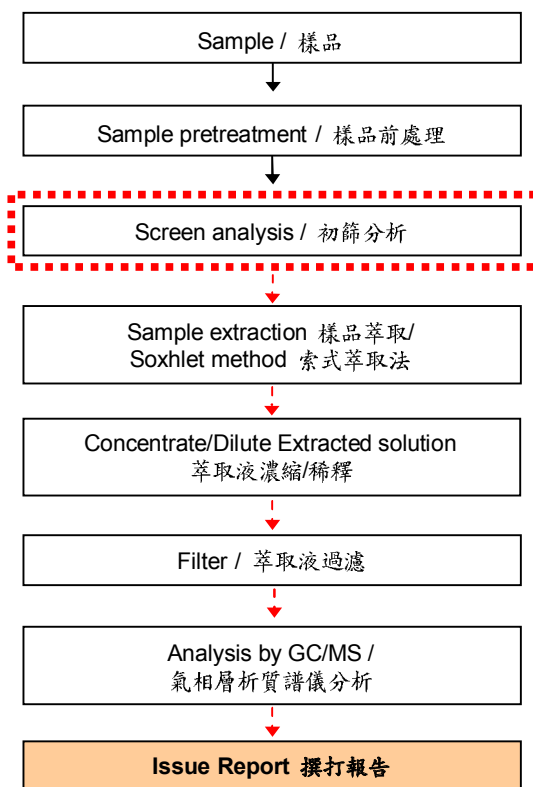 Sample / 樣品
Sample pretreatment / 樣品前處理
Screen analysis / 初篩分析
Sample extraction 樣品萃取/
Soxhlet method 索式萃取法
Concentrate/Dilute Extracted solution
萃取液濃縮/稀釋
Filter / 萃取液過濾
Analysis by GC/MS /
氣相層析質譜儀分析
Issue Report 撰打報告